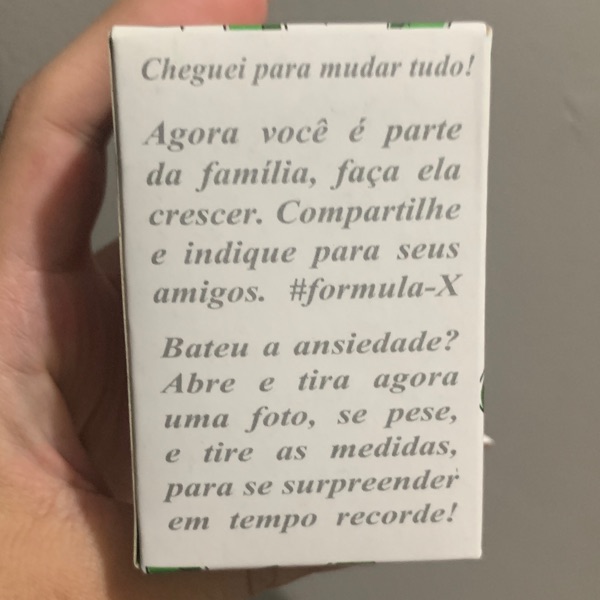 Cheguei para mudar tudo!
Agora você é parte
da família, faça ela
crescer. Compartilhe
e indique para seus
amigos. #formula-X
Bateu a ansiedade?
Abre e tira agora
uma foto, se pese,
e tire as medidas,
para se surpreender
em tempo recorde!